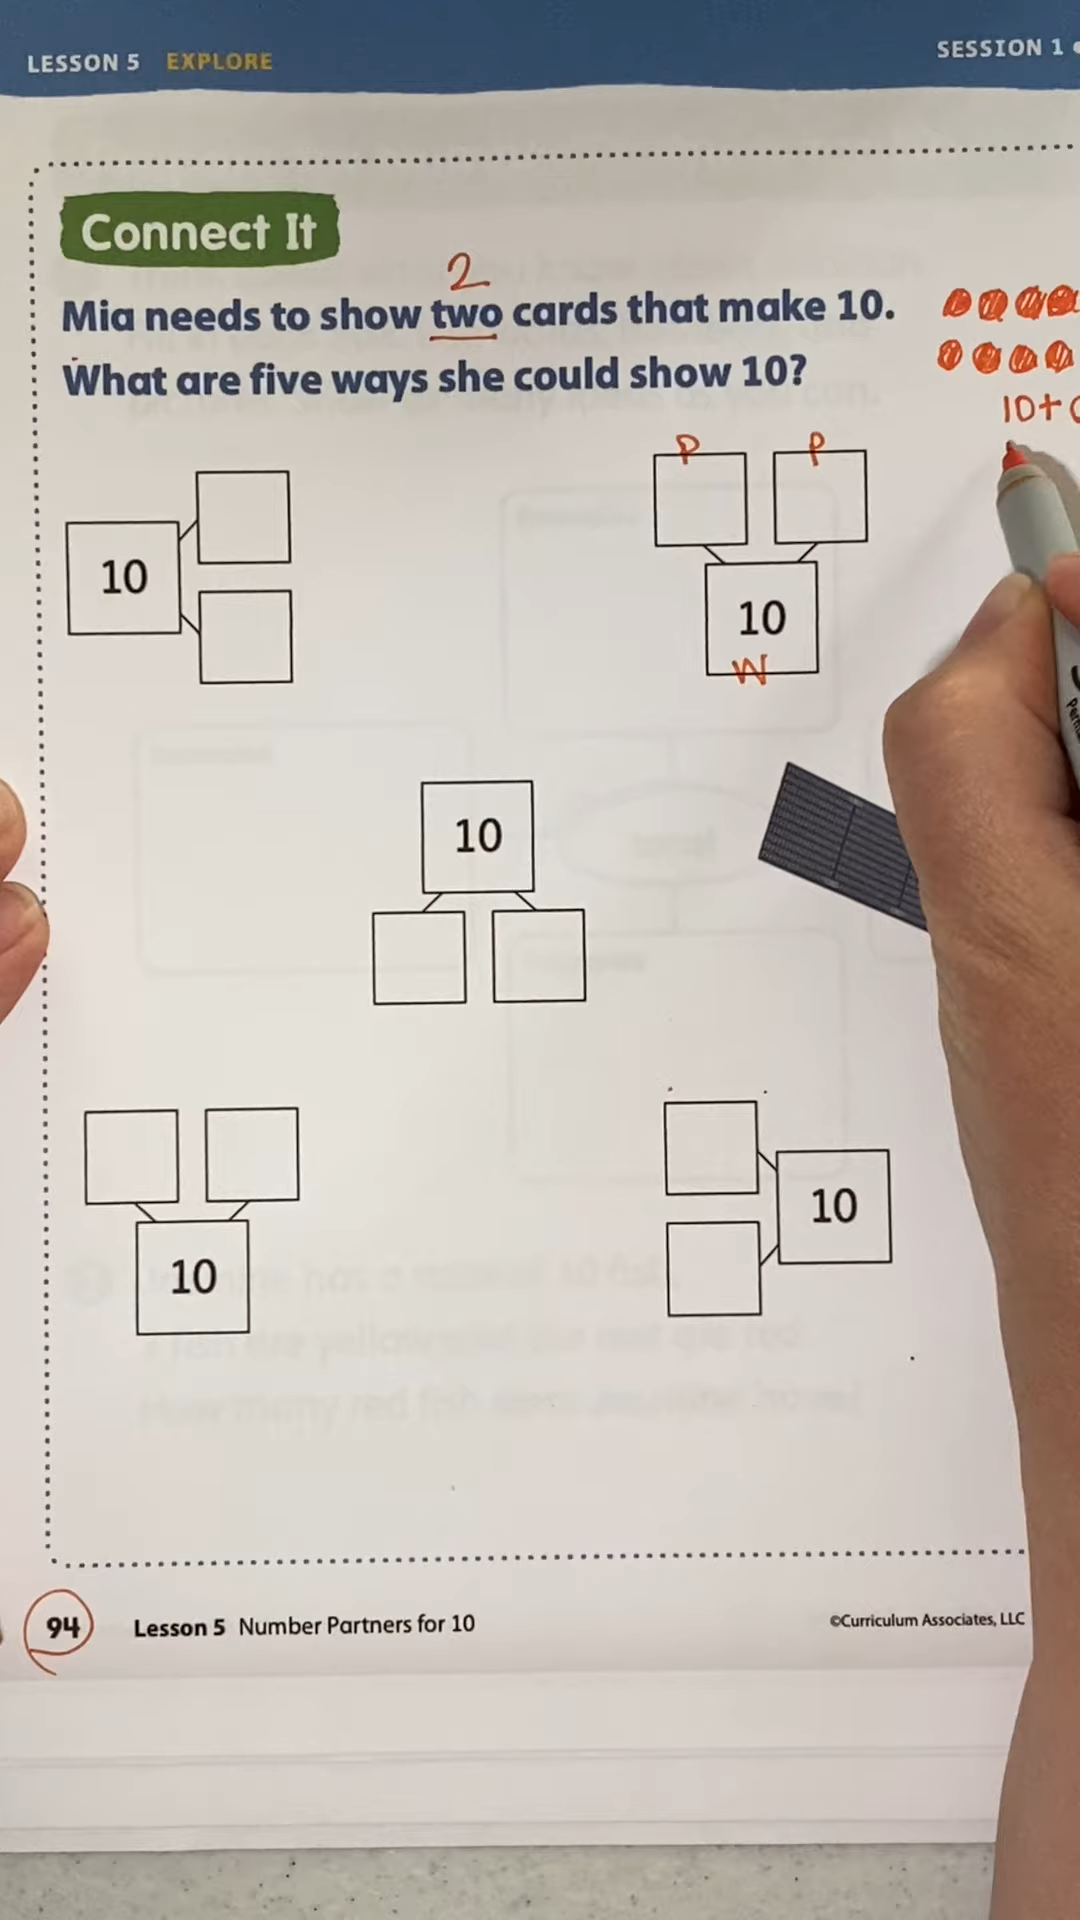 LESSON 5 EXPLORE
SESSION 1
Connect It
2
Mia needs to show two cards that make 10.
What are five ways she could show 10?
10+
P P
10
10
W
10
10
10
94 Lesson 5 Number Partners for 10
©Curriculum Associates, LLC